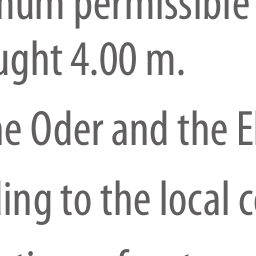 num permissible
ught 4.00 m.
e Oder and the El
ling to the local c